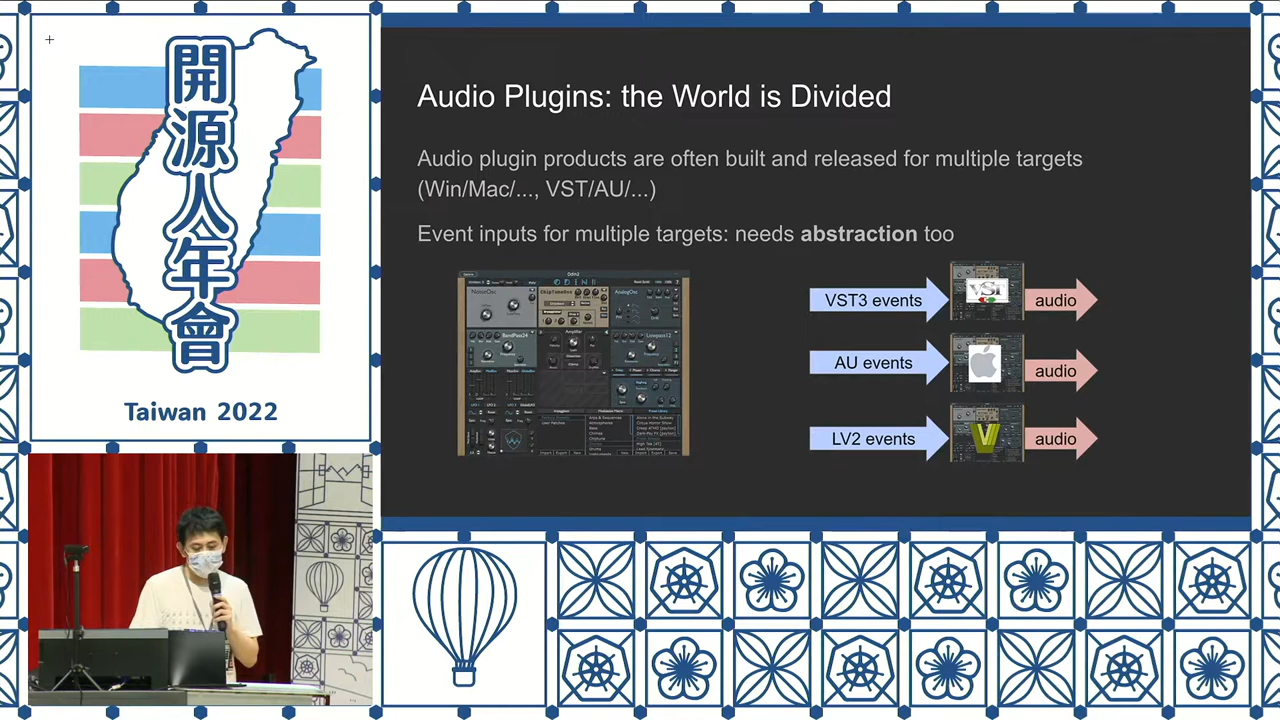 開源人年會
Taiwan 2022
Audio Plugins: the World is Divided
Audio plugin products are often built and released for multiple targets
(Win/Mac/..., VST/AU/...)
Event inputs for multiple targets: needs abstraction too
VST3 events
audio
AU events
audio
LV2 events
audio
VST